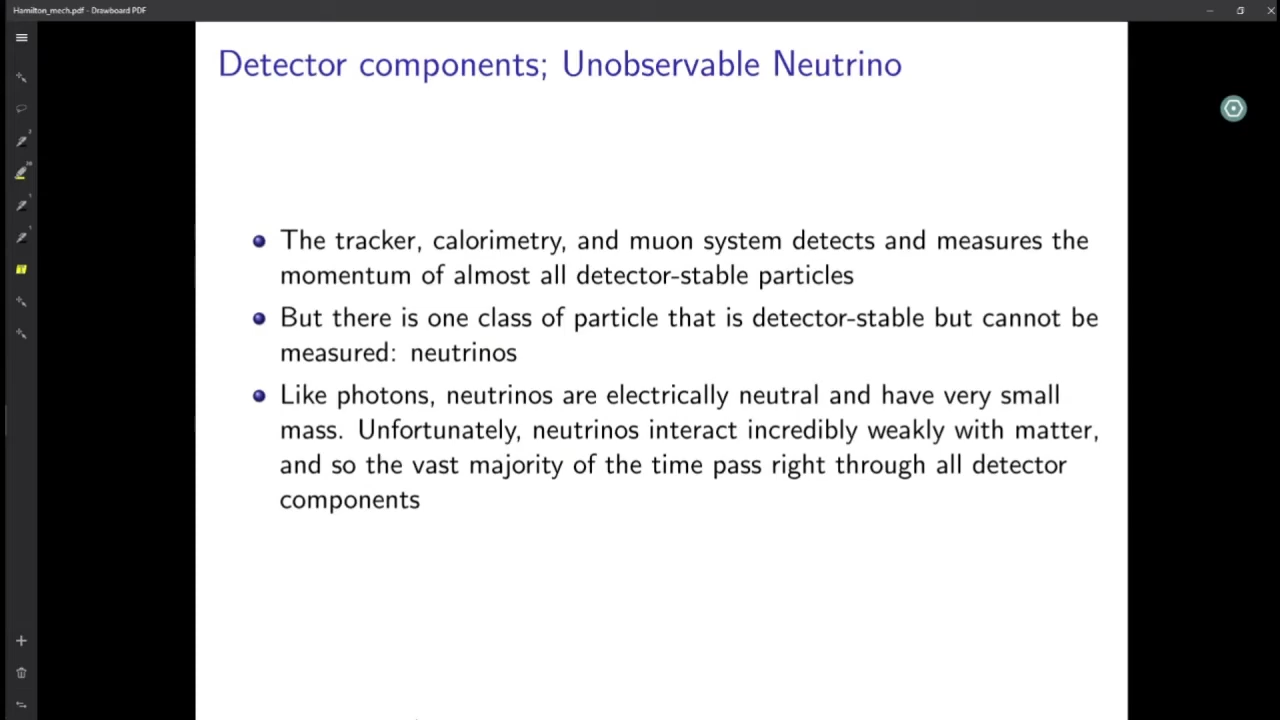 Hamilton_mech.pdf - Drawboard PDF
Detector components; Unobservable Neutrino
The tracker, calorimetry, and muon system detects and measures the
momentum of almost all detector-stable particles
But there is one class of particle that is detector-stable but cannot be
measured: neutrinos
Like photons, neutrinos are electrically neutral and have very small
mass. Unfortunately, neutrinos interact incredibly weakly with matter,
and so the vast majority of the time pass right through all detector
components